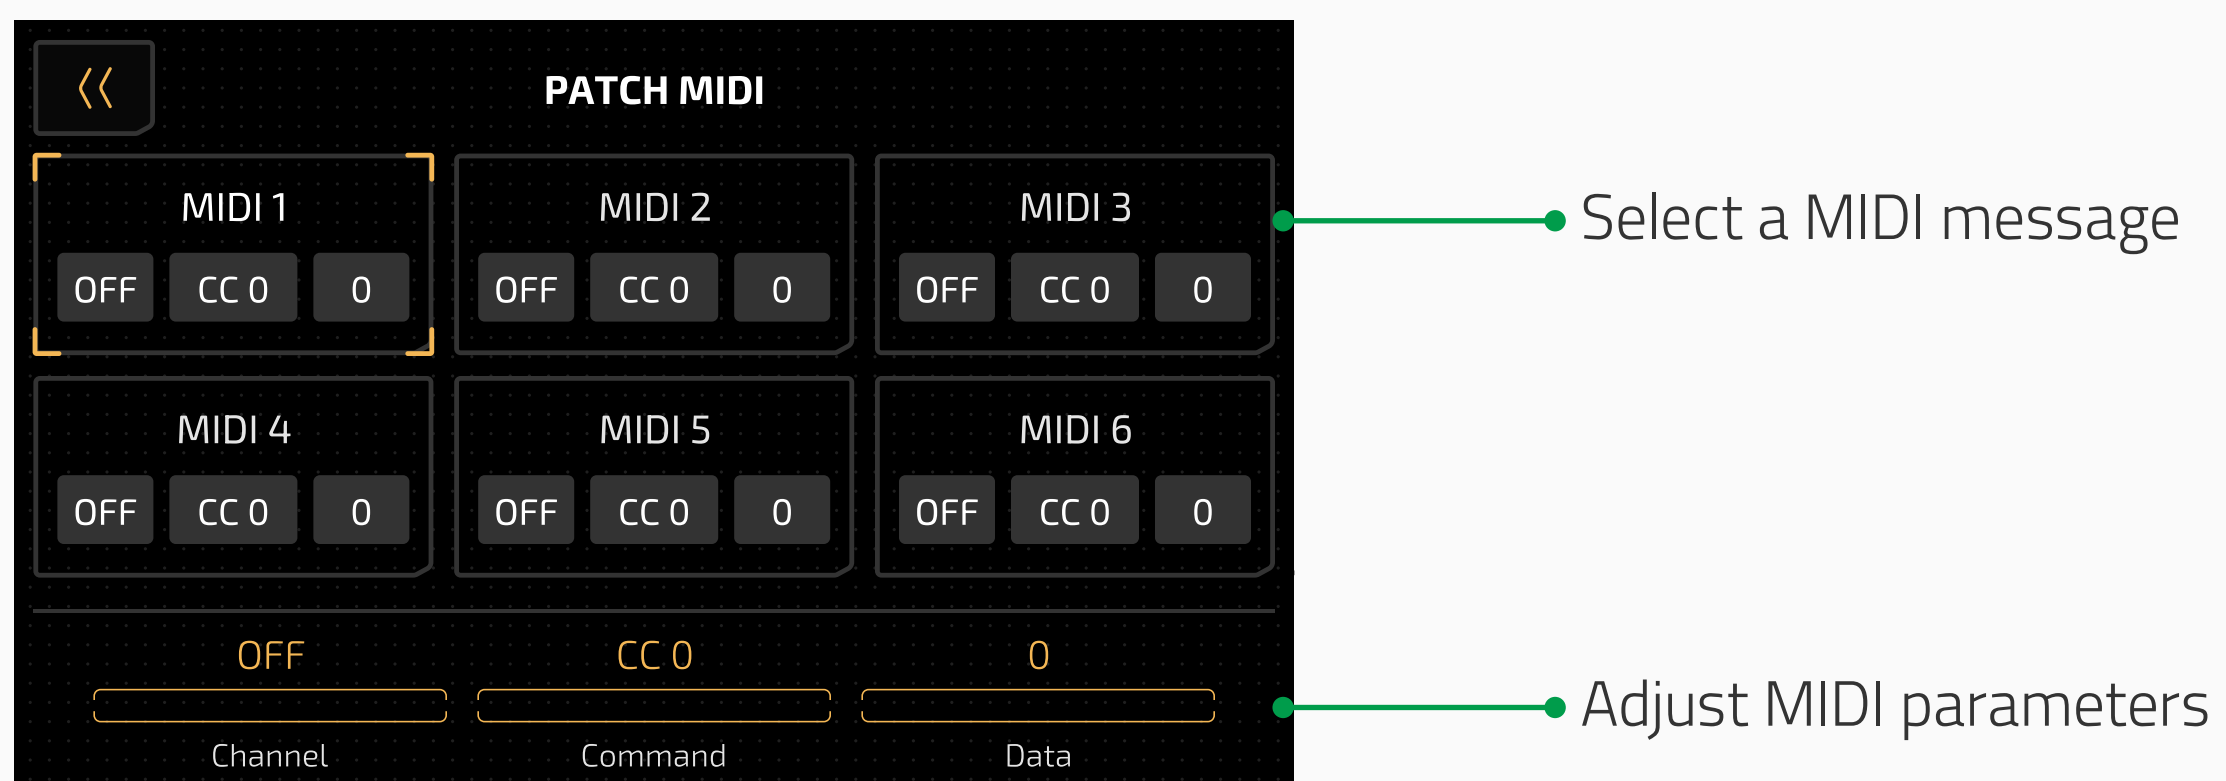 PATCH MIDI
MIDI 1 MIDI 2 MIDI 3
Select a MIDI message
OFF CC 0 0 OFF CC 0 0 OFF CC 0 0
MIDI 4 MIDI 5 MIDI 6
OFF CC 0 0 OFF CC 0 0 OFF CC 0 0
OFF CC 0 0
Adjust MIDI parameters
Channel Command Data